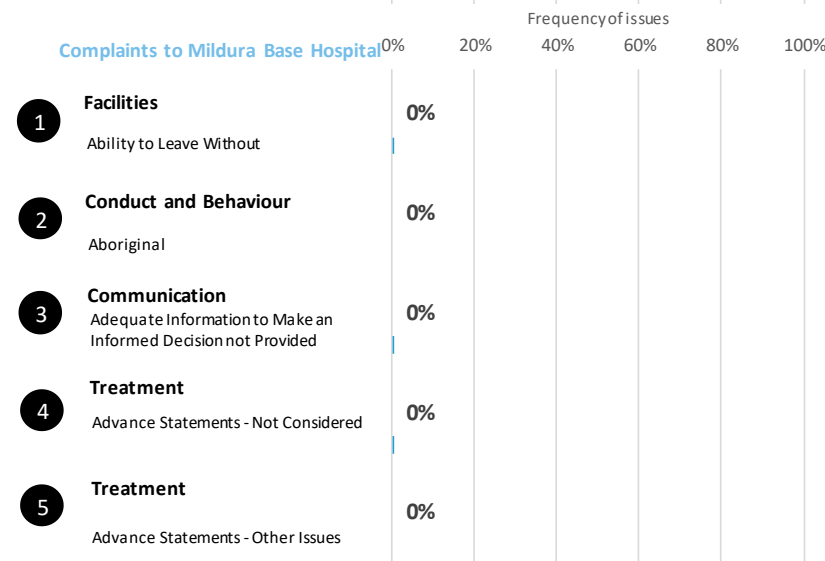 Frequency of issues
Complaints to Mildura Base Hospital
0% 20% 40% 60% 80% 100%
1
Facilities
0%
Ability to Leave Without
2
Conduct and Behaviour
0%
Aboriginal
3
Communication
0%
Adequate Information to Make an
Informed Decision not Provided
4
Treatment
0%
Advance Statements - Not Considered
5
Treatment
0%
Advance Statements - Other Issues